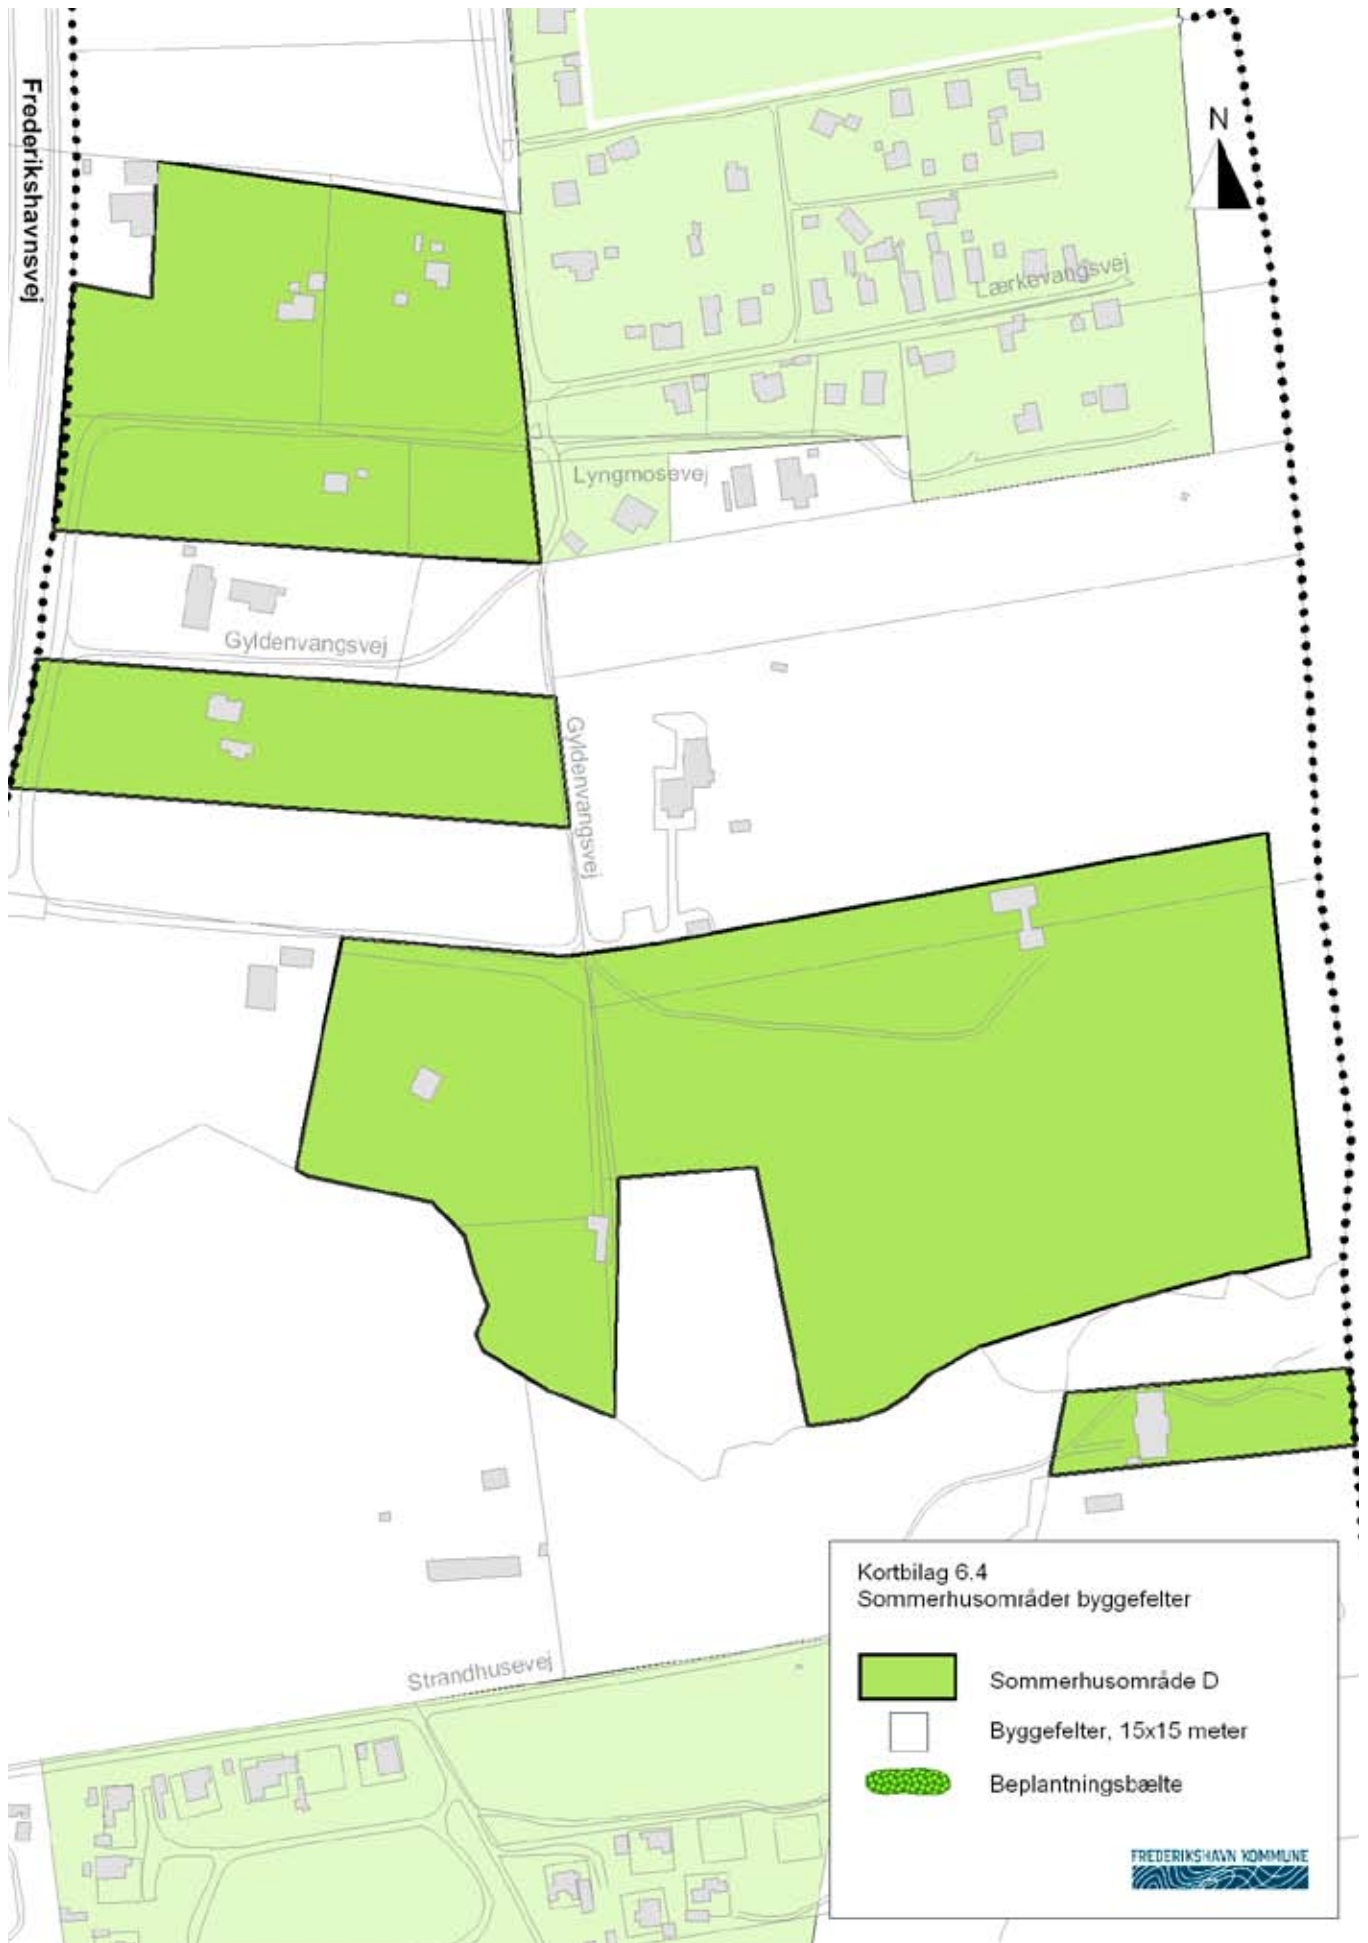 Frederikshavnsvej
N
Lærkevangsvej
Lyngmosevej
Gyldenvangsvej
Gyldenvangsvej
Strandhusevej
Kortbilag 6.4
Sommerhusområder byggefelter
Sommerhusområde D
Byggefelter, 15x15 meter
Beplantningsbælte
FREDERIKSHAVN KOMMUNE